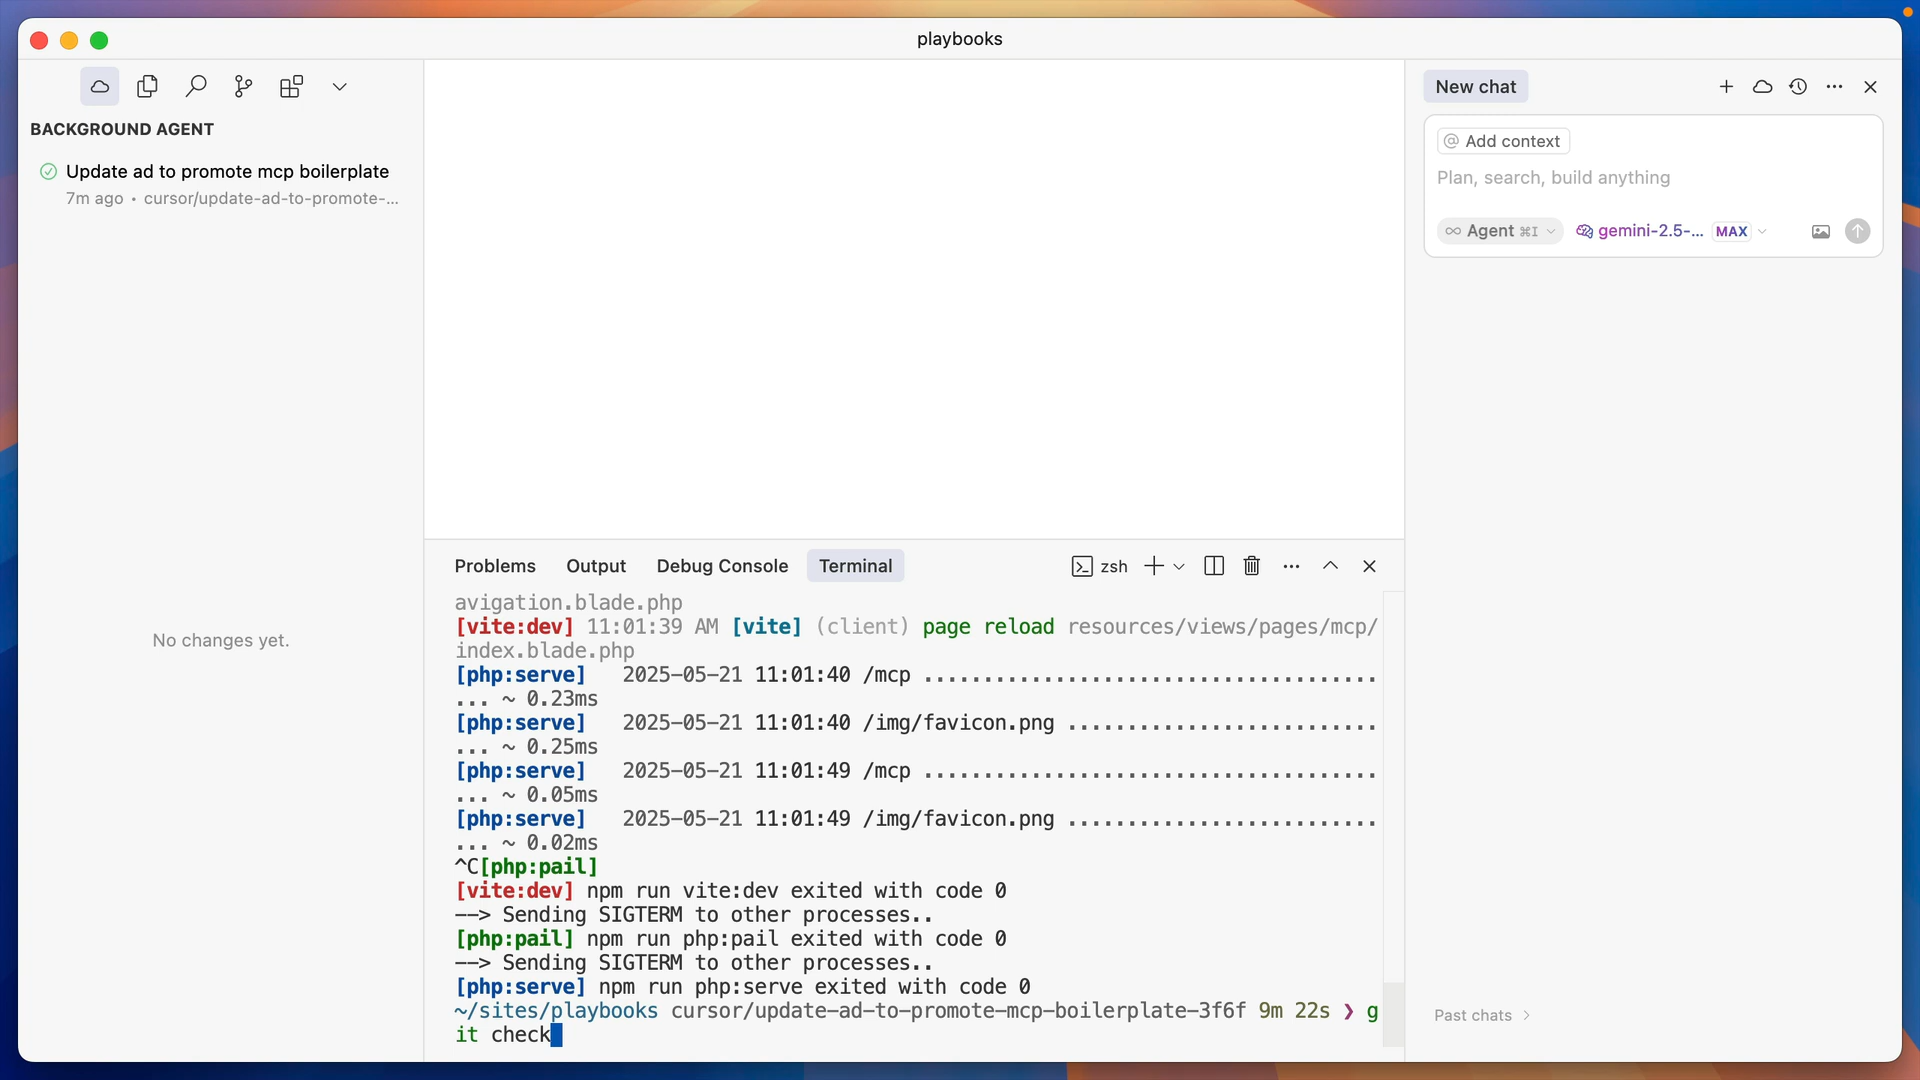 playbooks
BACKGROUND AGENT
Update ad to promote mcp boilerplate
7m ago • cursor/update-ad-to-promote-...
No changes yet.
Problems Output Debug Console Terminal zsh
avigation.blade.php
[vite:dev] 11:01:39 AM [vite] (client) page reload resources/views/pages/mcp/
index.blade.php
[php:serve] 2025-05-21 11:01:40 /mcp ......................................
... ~ 0.23ms
[php:serve] 2025-05-21 11:01:40 /img/favicon.png ..........................
... ~ 0.25ms
[php:serve] 2025-05-21 11:01:49 /mcp ......................................
... ~ 0.05ms
[php:serve] 2025-05-21 11:01:49 /img/favicon.png ..........................
... ~ 0.02ms
^C[php:pail]
[vite:dev] npm run vite:dev exited with code 0
--> Sending SIGTERM to other processes..
[php:pail] npm run php:pail exited with code 0
--> Sending SIGTERM to other processes..
[php:serve] npm run php:serve exited with code 0
~/sites/playbooks cursor/update-ad-to-promote-mcp-boilerplate-3f6f 9m 22s ❯ g
it check
New chat
@ Add context
Plan, search, build anything
∞ Agent ⌘I gemini-2.5-... MAX
Past chats >